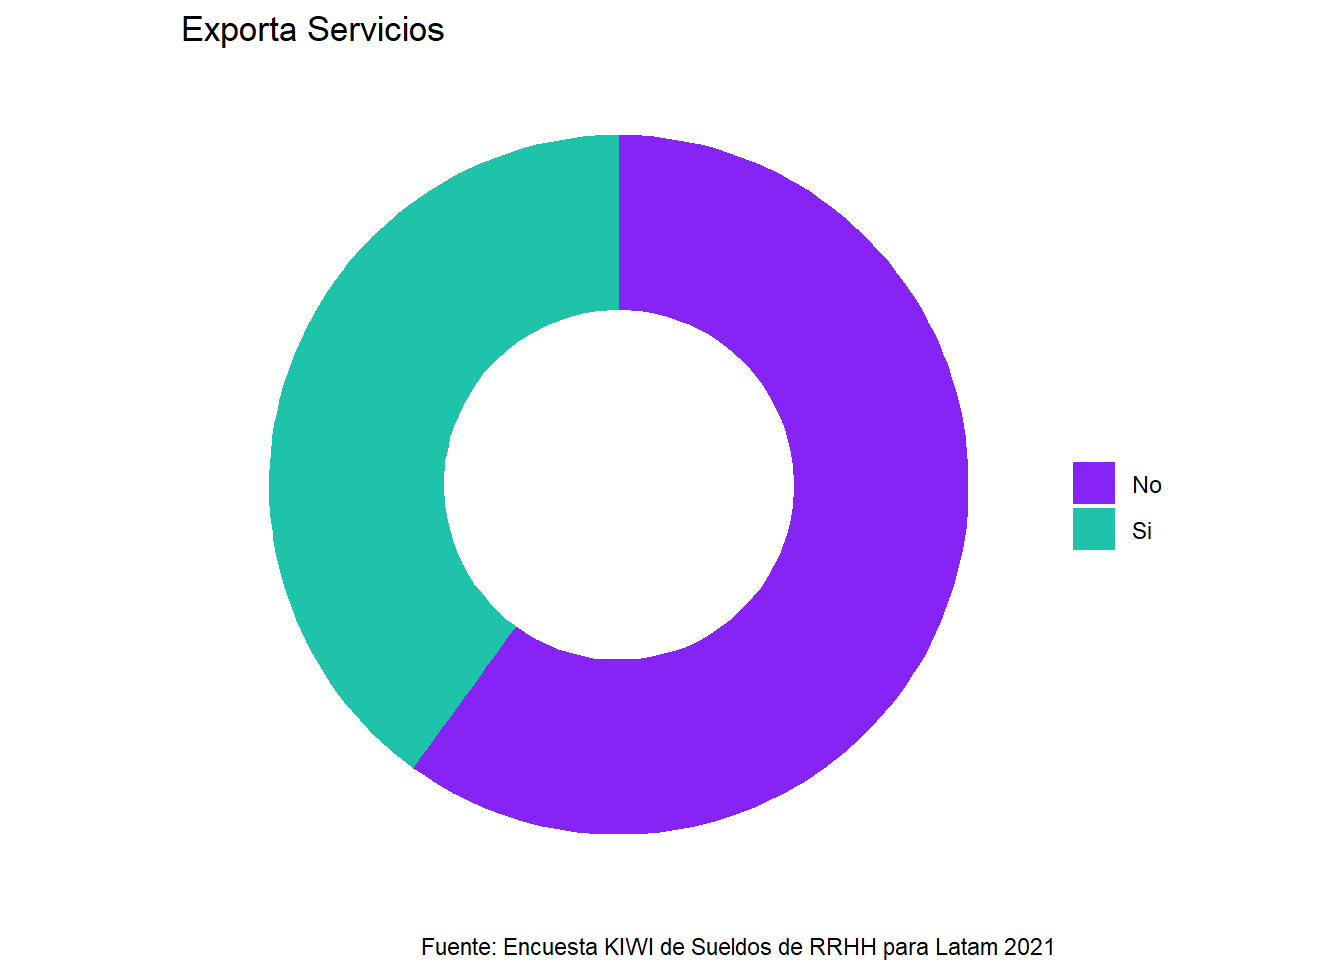 Exporta Servicios
No
Si
Fuente: Encuesta KIWI de Sueldos de RRHH para Latam 2021